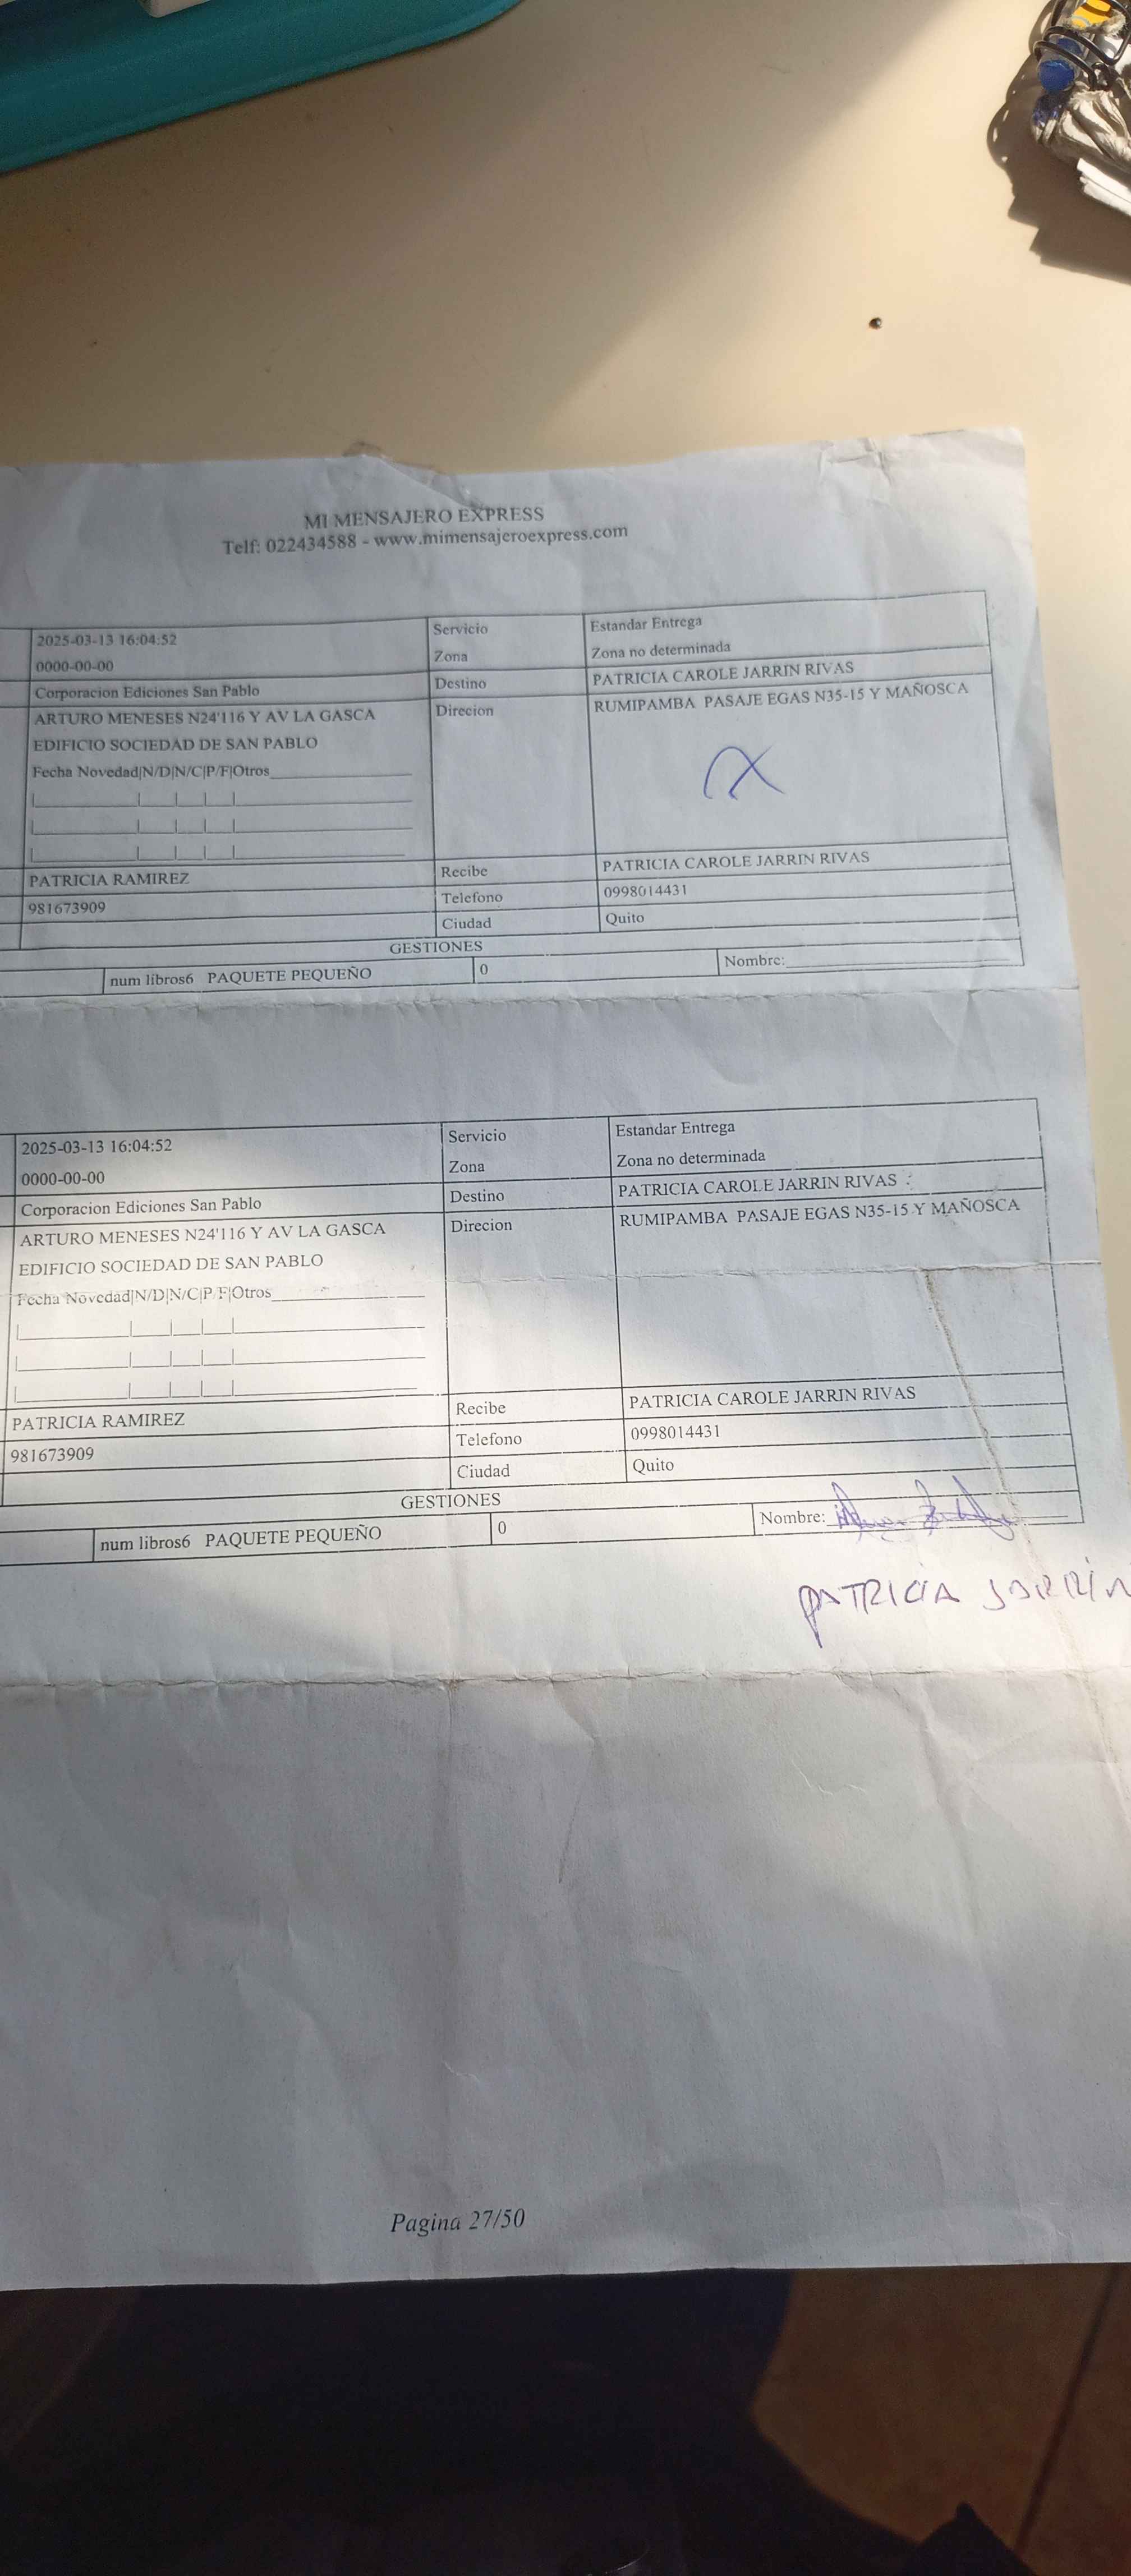 MI MENSAJERO EXPRESS
Telf: 022434588 - www.mimensajeroexpress.com
2025-03-13 16:04:52 Servicio Estandar Entrega
0000-00-00 Zona Zona no determinada
Corporacion Ediciones San Pablo Destino PATRICIA CAROLE JARRIN RIVAS
ARTURO MENESES N24'116 Y AV LA GASCA Direcion RUMIPAMBA PASAJE EGAS N35-15 Y MAÑOSCA
EDIFICIO SOCIEDAD DE SAN PABLO
Fecha Novedad|N/D|N/C|P/F|Otros
PATRICIA RAMIREZ Recibe PATRICIA CAROLE JARRIN RIVAS
981673909 Telefono 0998014431
Ciudad Quito
GESTIONES
num libros6 PAQUETE PEQUEÑO 0 Nombre:
2025-03-13 16:04:52 Servicio Estandar Entrega
0000-00-00 Zona Zona no determinada
Corporacion Ediciones San Pablo Destino PATRICIA CAROLE JARRIN RIVAS
ARTURO MENESES N24'116 Y AV LA GASCA Direcion RUMIPAMBA PASAJE EGAS N35-15 Y MAÑOSCA
EDIFICIO SOCIEDAD DE SAN PABLO
Fecha Novedad|N/D|N/C|P/F|Otros
PATRICIA RAMIREZ Recibe PATRICIA CAROLE JARRIN RIVAS
981673909 Telefono 0998014431
Ciudad Quito
GESTIONES
num libros6 PAQUETE PEQUEÑO 0 Nombre:
PATRICIA JARRIN
Pagina 27/50